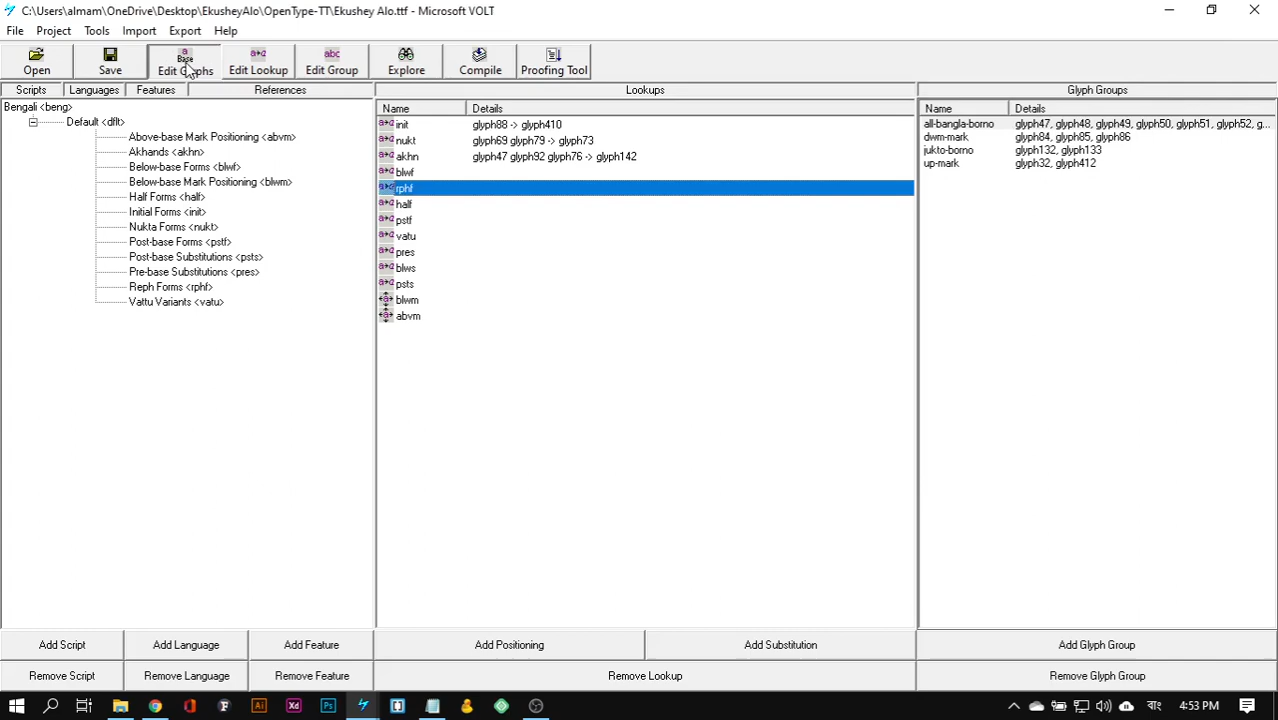 C:\Users\almam\OneDrive\Desktop\EkusheyAlo\OpenType-TT\Ekushey Alo.ttf - Microsoft VOLT
File Project Tools Import Export Help
a abc
Base
Open Save Edit Glyphs Edit Lookup Edit Group Explore Compile Proofing Tool
Scripts Languages Features References Lookups Glyph Groups
Bengali <beng>
Default <dflt>
Above-base Mark Positioning <abvm>
Akhands <akhn>
Below-base Forms <blwf>
Below-base Mark Positioning <blwm>
Half Forms <half>
Initial Forms <init>
Nukta Forms <nukt>
Post-base Forms <pstf>
Post-base Substitutions <psts>
Pre-base Substitutions <pres>
Reph Forms <rphf>
Vattu Variants <vatu>
Name Details
init glyph88 -> glyph410
nukt glyph69 glyph79 -> glyph73
akhn glyph47 glyph92 glyph76 -> glyph142
blwf
rphf
half
pstf
vatu
pres
blws
psts
blwm
abvm
Name Details
all-bangla-borno glyph47, glyph48, glyph49, glyph50, glyph51, glyph52, g...
dwm-mark glyph84, glyph85, glyph86
jukto-borno glyph132, glyph133
up-mark glyph32, glyph412
Add Script Add Language Add Feature Add Positioning Add Substitution Add Glyph Group
Remove Script Remove Language Remove Feature Remove Lookup Remove Glyph Group
Ai Xd Ps বাং 4:53 PM